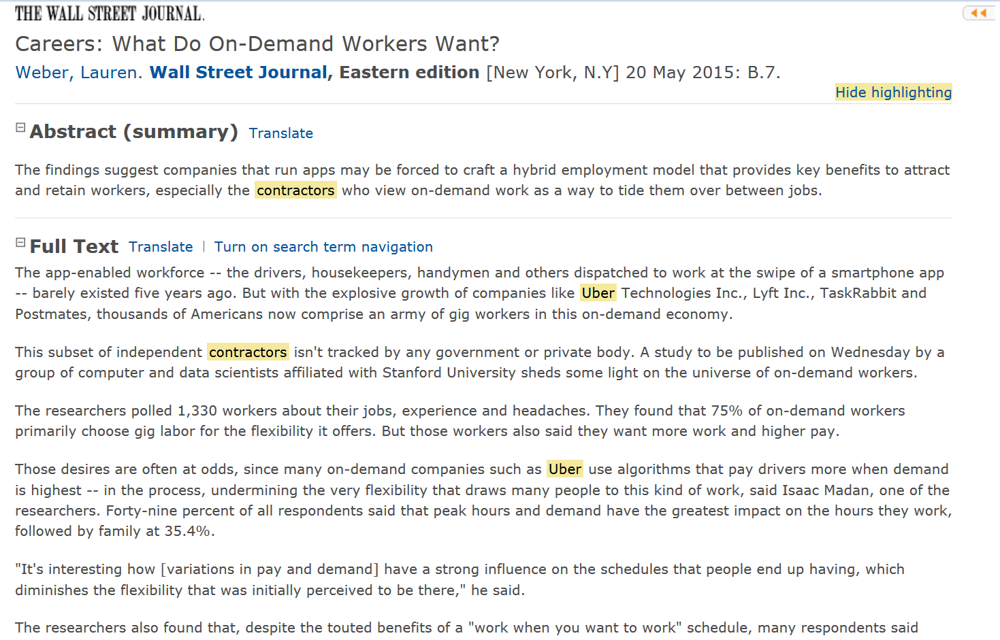 THE WALL STREET JOURNAL.
Careers: What Do On-Demand Workers Want?
Weber, Lauren. Wall Street Journal, Eastern edition [New York, N.Y] 20 May 2015: B.7.
Hide highlighting
Abstract (summary) Translate
The findings suggest companies that run apps may be forced to craft a hybrid employment model that provides key benefits to attract
and retain workers, especially the contractors who view on-demand work as a way to tide them over between jobs.
Full Text Translate | Turn on search term navigation
The app-enabled workforce -- the drivers, housekeepers, handymen and others dispatched to work at the swipe of a smartphone app
-- barely existed five years ago. But with the explosive growth of companies like Uber Technologies Inc., Lyft Inc., TaskRabbit and
Postmates, thousands of Americans now comprise an army of gig workers in this on-demand economy.
This subset of independent contractors isn't tracked by any government or private body. A study to be published on Wednesday by a
group of computer and data scientists affiliated with Stanford University sheds some light on the universe of on-demand workers.
The researchers polled 1,330 workers about their jobs, experience and headaches. They found that 75% of on-demand workers
primarily choose gig labor for the flexibility it offers. But those workers also said they want more work and higher pay.
Those desires are often at odds, since many on-demand companies such as Uber use algorithms that pay drivers more when demand
is highest -- in the process, undermining the very flexibility that draws many people to this kind of work, said Isaac Madan, one of the
researchers. Forty-nine percent of all respondents said that peak hours and demand have the greatest impact on the hours they work,
followed by family at 35.4%.
"It's interesting how [variations in pay and demand] have a strong influence on the schedules that people end up having, which
diminishes the flexibility that was initially perceived to be there," he said.
The researchers also found that, despite the touted benefits of a "work when you want to work" schedule, many respondents said